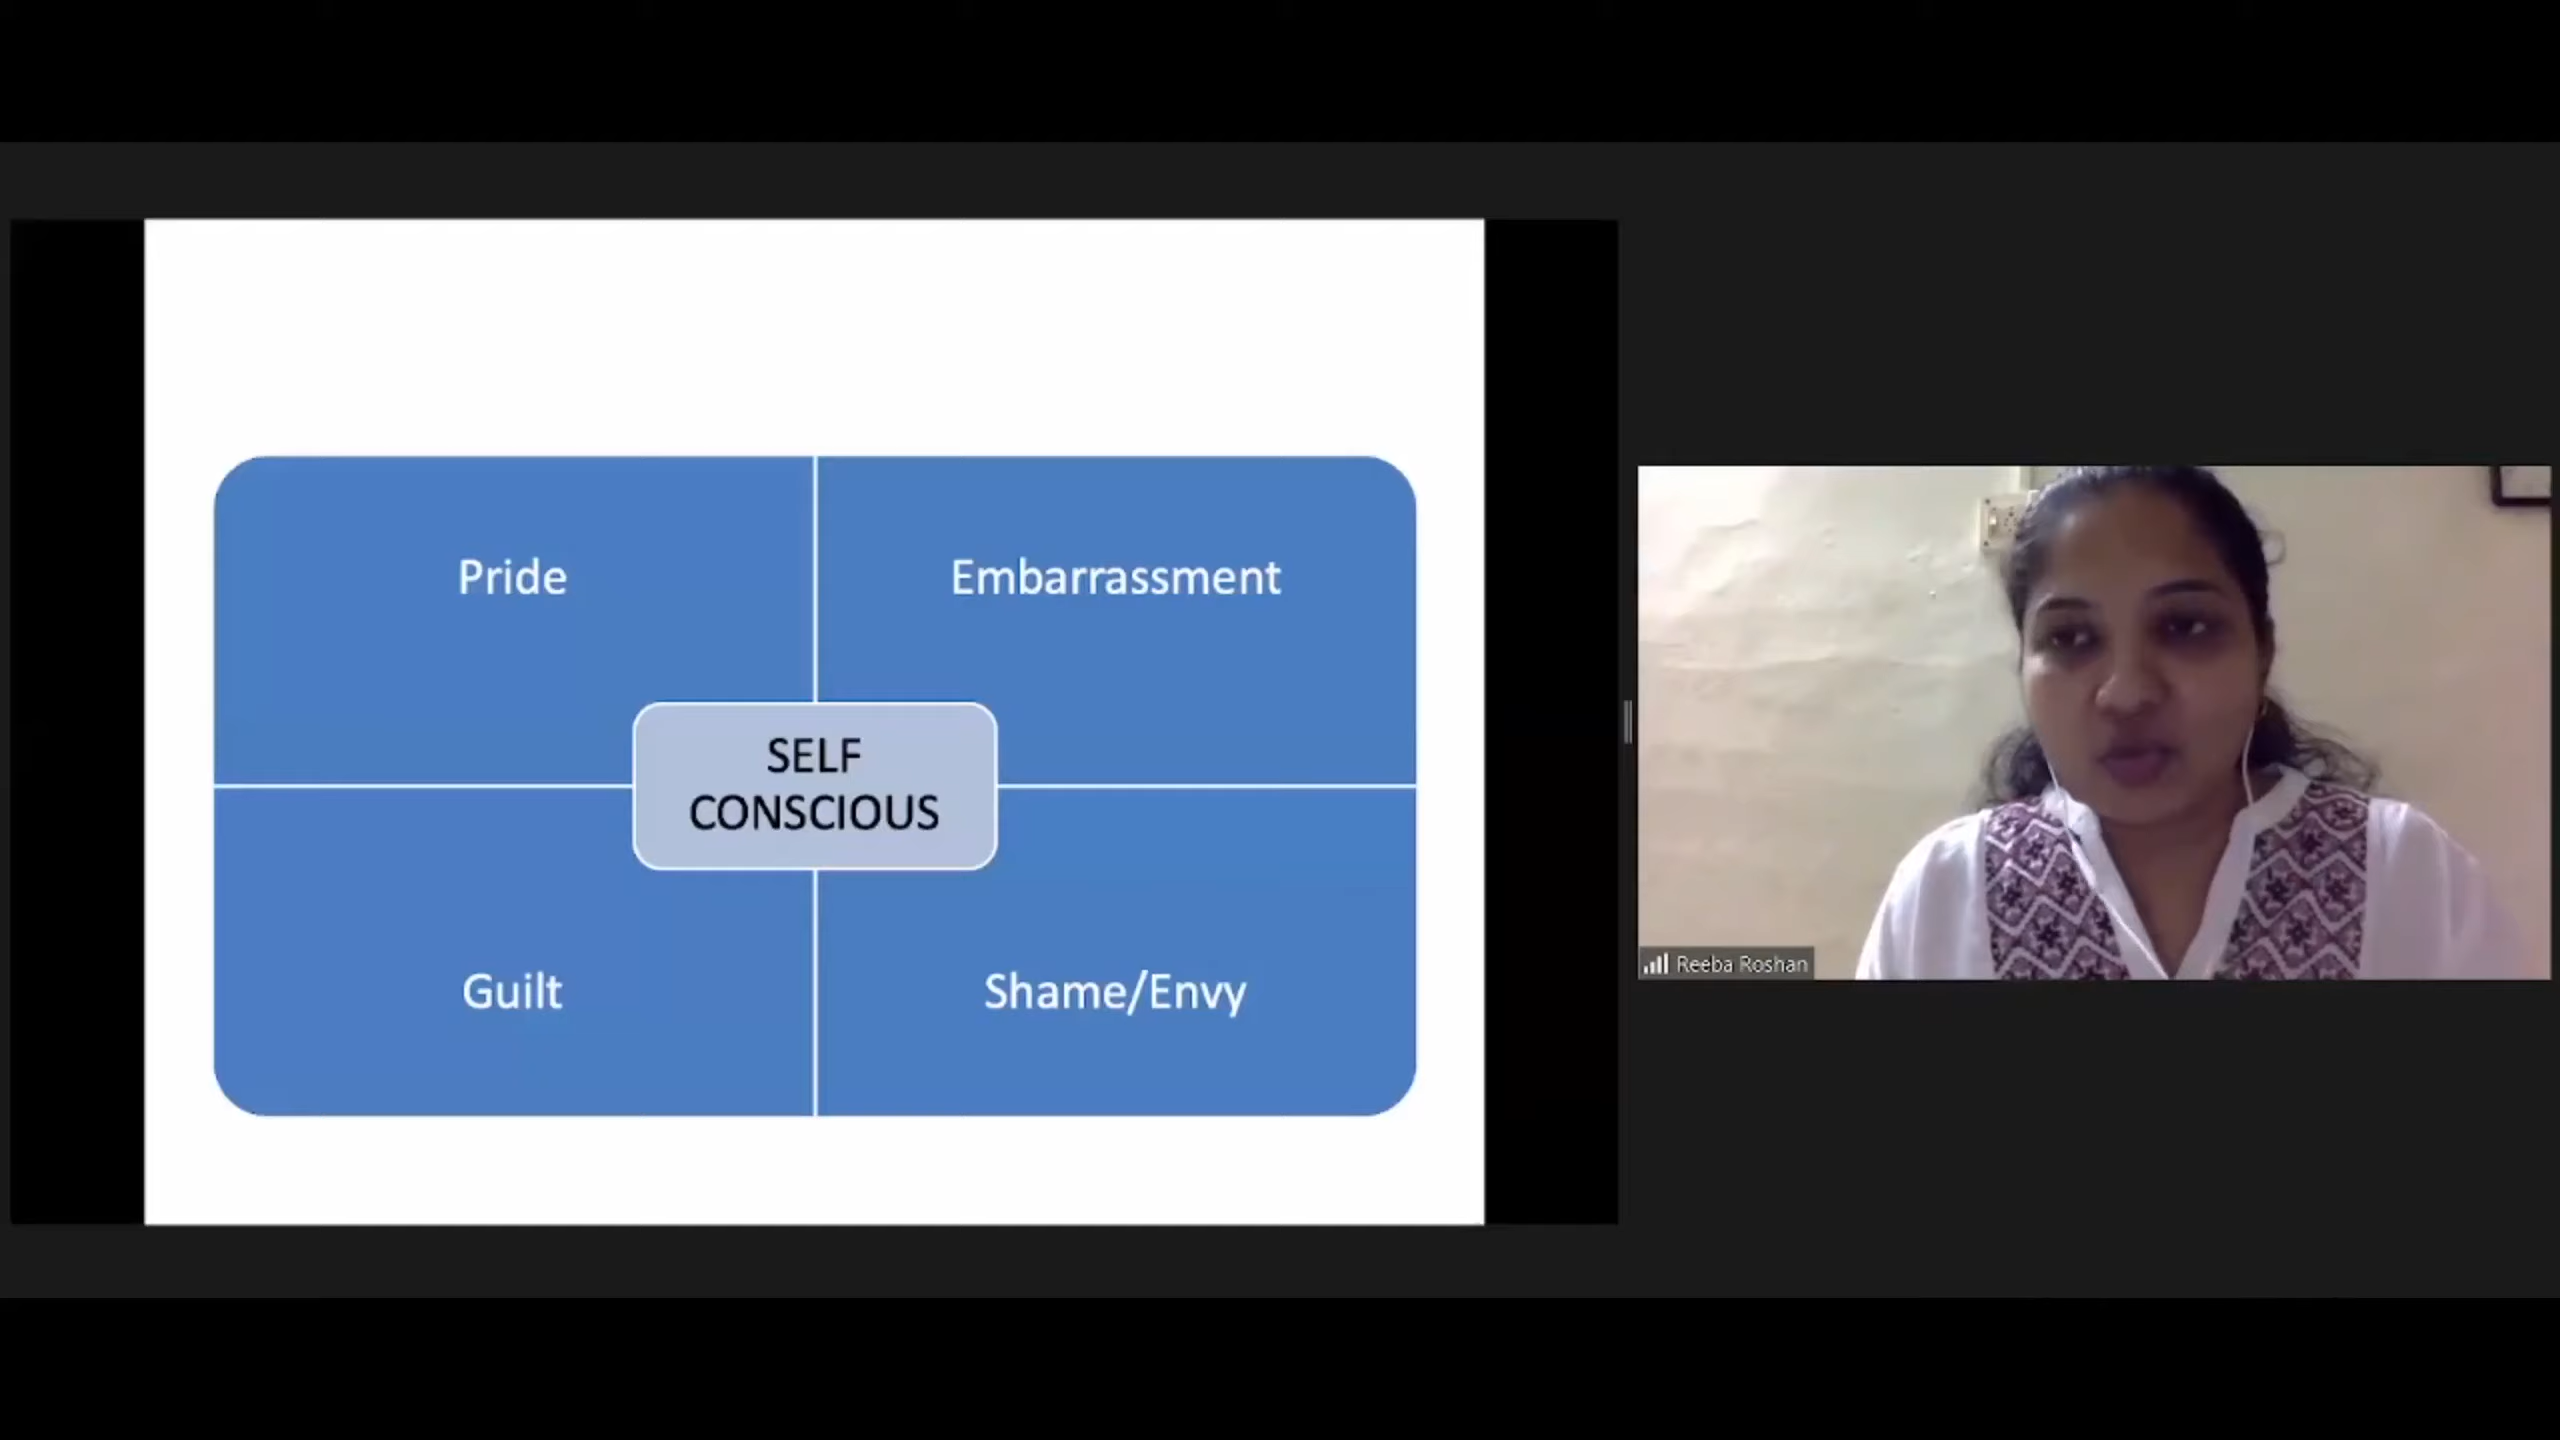 Pride
Embarrassment
SELF
CONSCIOUS
Guilt
Shame/Envy
Reeba Roshan